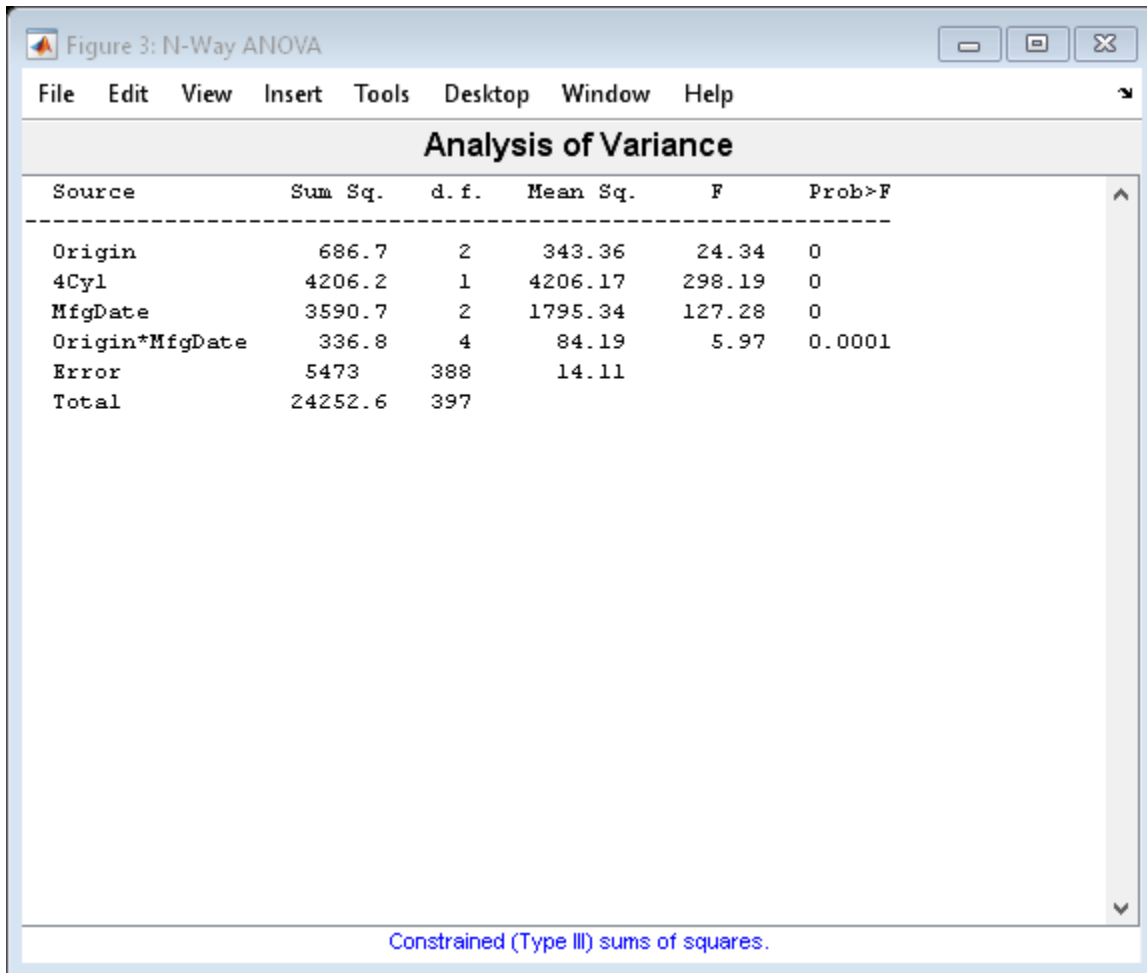 Figure 3: N-Way ANOVA
File Edit View Insert Tools Desktop Window Help
Analysis of Variance
Source Sum Sq. d.f. Mean Sq. F Prob>F
-----------------------------------------------------------------
Origin 686.7 2 343.36 24.34 0
4Cyl 4206.2 1 4206.17 298.19 0
MfgDate 3590.7 2 1795.34 127.28 0
Origin*MfgDate 336.8 4 84.19 5.97 0.0001
Error 5473 388 14.11
Total 24252.6 397
Constrained (Type III) sums of squares.